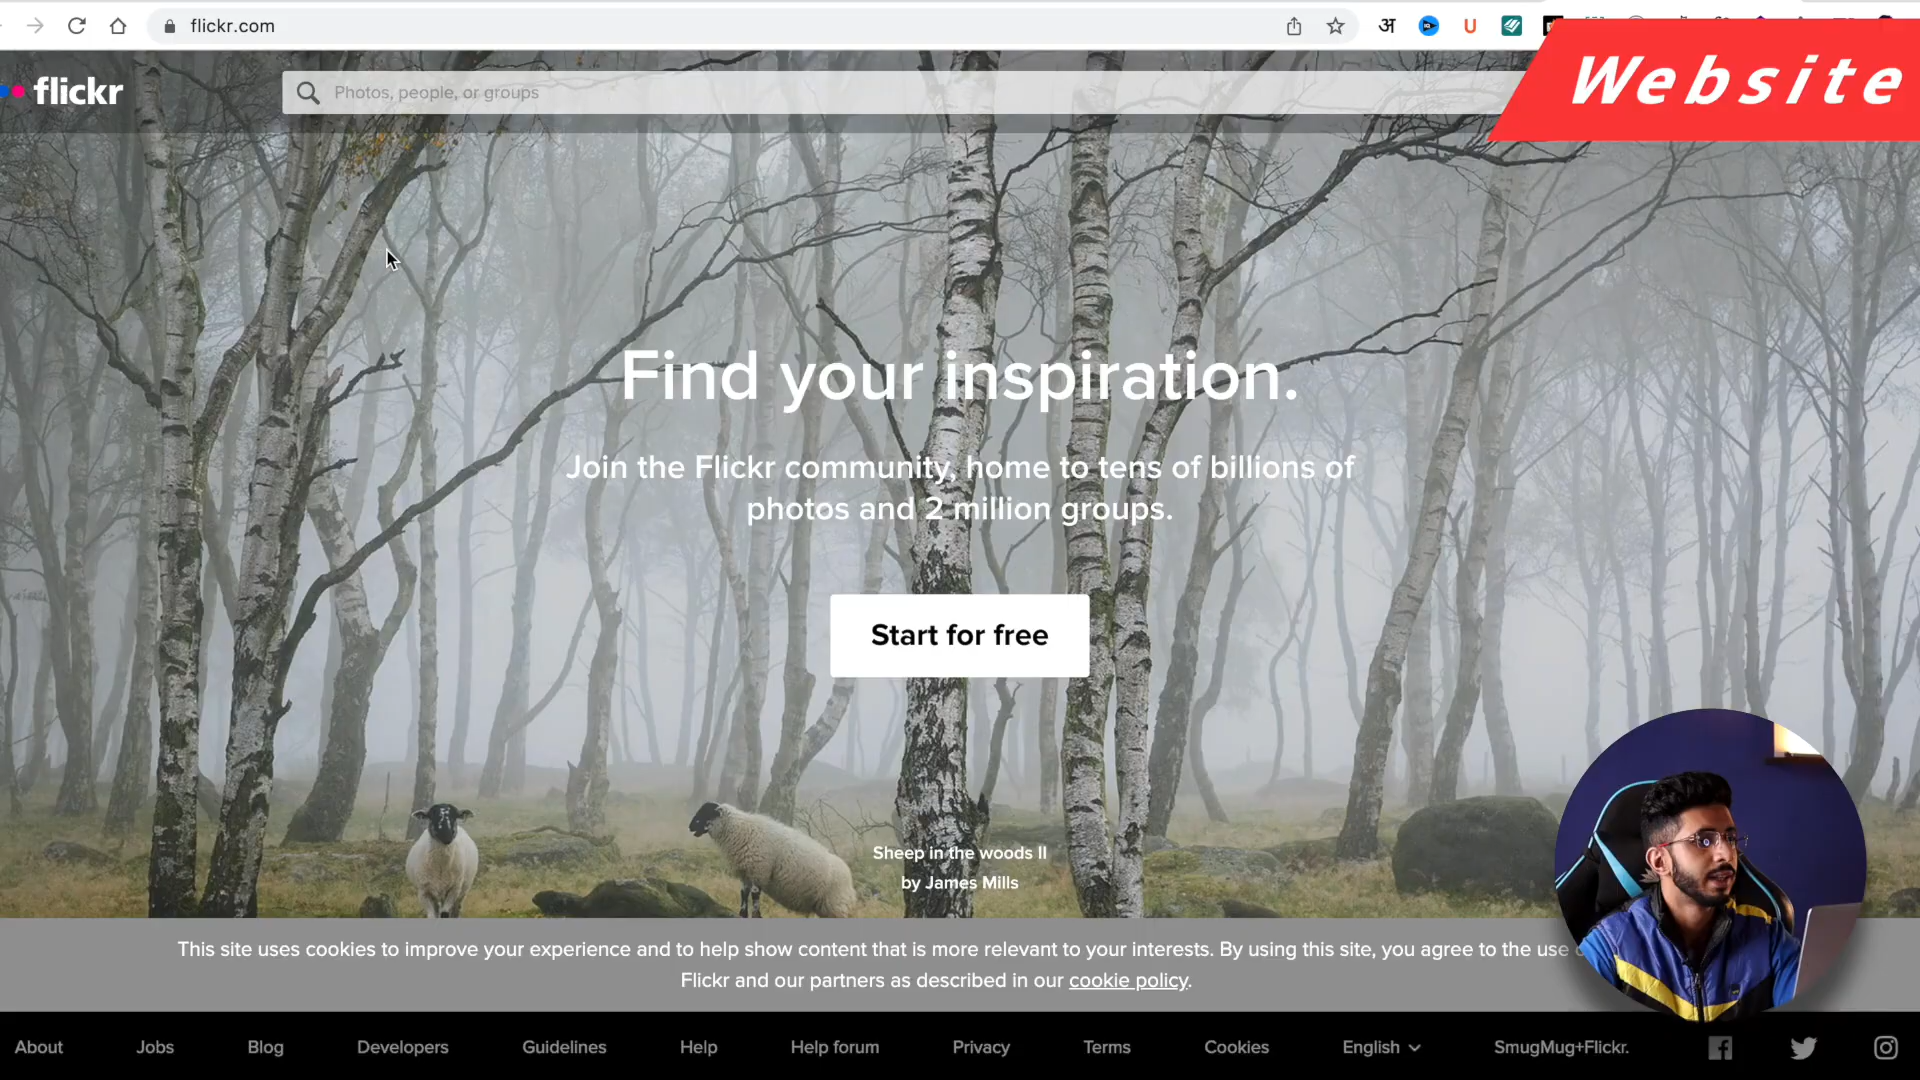 flickr.com
अ
U
Website
flickr
Photos, people, or groups
Find your inspiration.
Join the Flickr community, home to tens of billions of
photos and 2 million groups.
Start for free
Sheep in the woods II
by James Mills
This site uses cookies to improve your experience and to help show content that is more relevant to your interests. By using this site, you agree to the use
Flickr and our partners as described in our cookie policy.
About Jobs Blog Developers Guidelines Help Help forum Privacy Terms Cookies English SmugMug+Flickr.